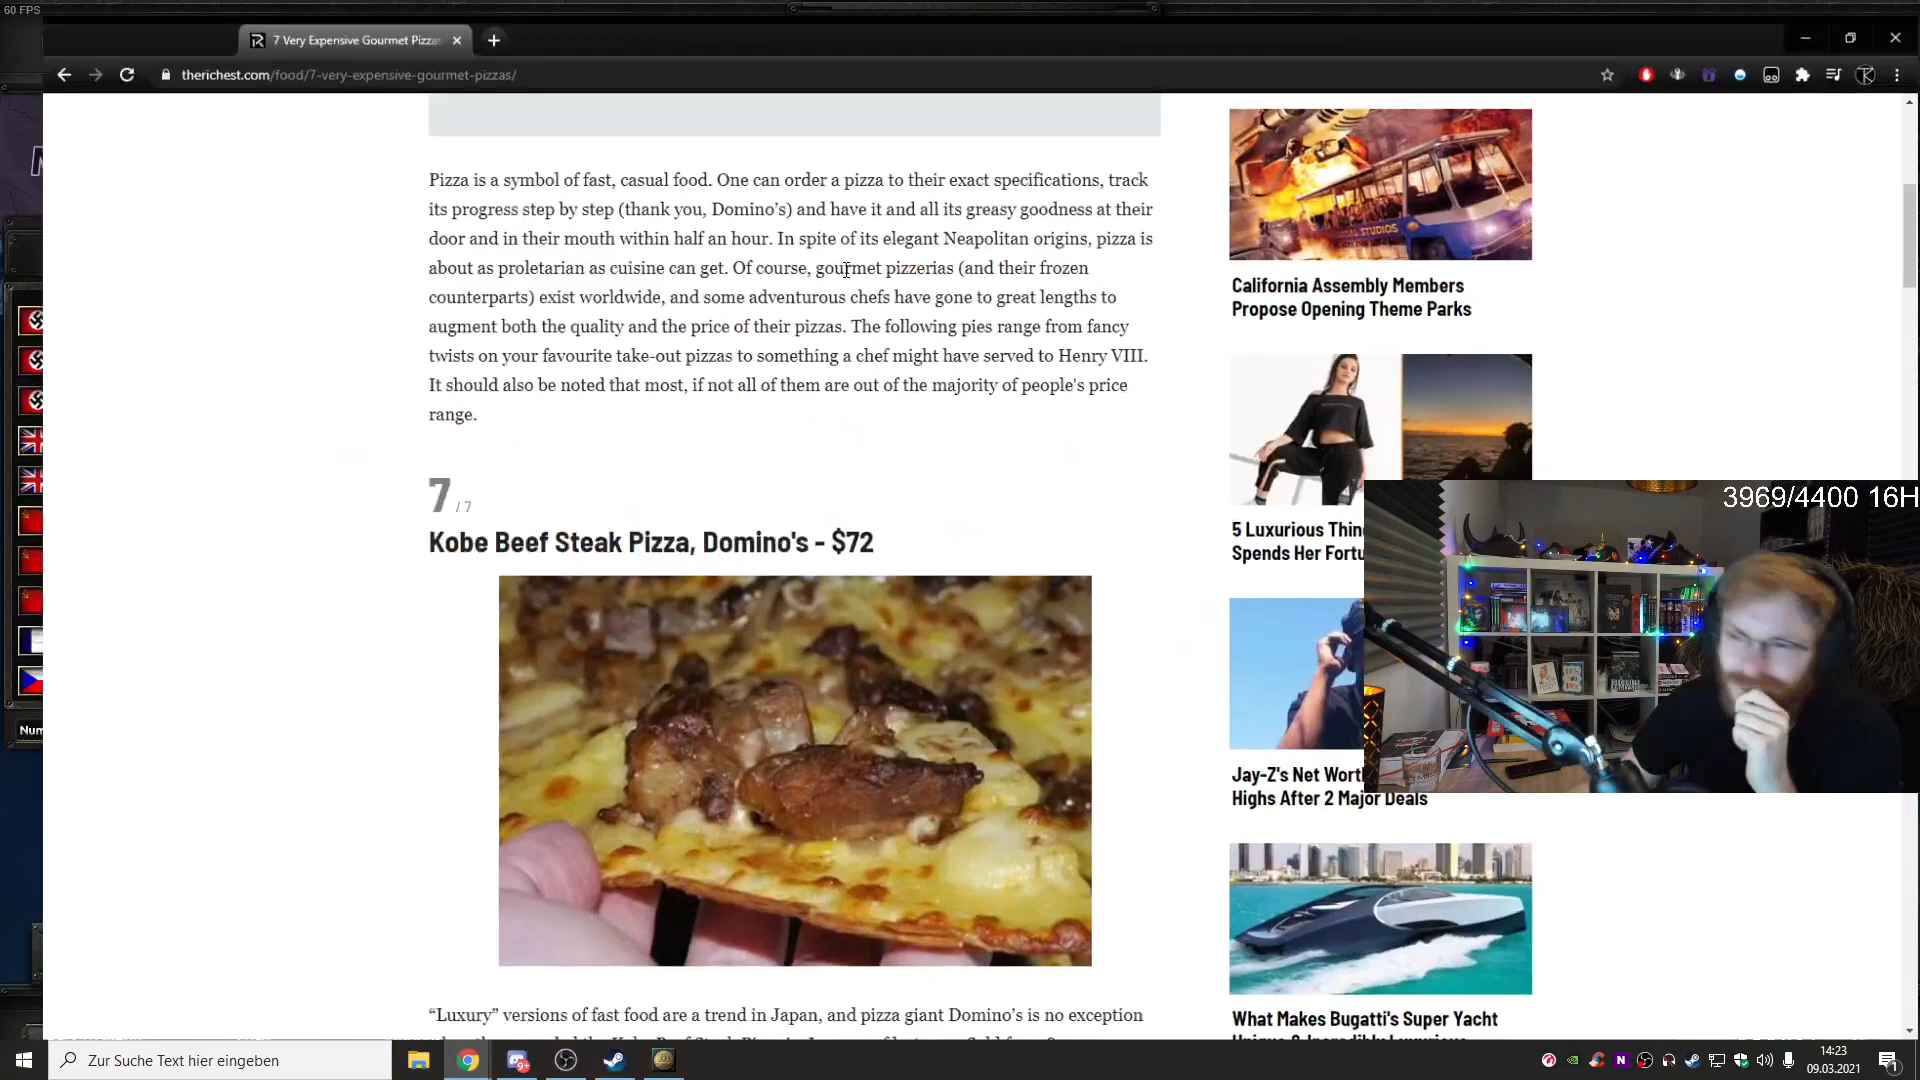 60 FPS
7 Very Expensive Gourmet Pizzas
therichest.com/food/7-very-expensive-gourmet-pizzas/
Pizza is a symbol of fast, casual food. One can order a pizza to their exact specifications, track
its progress step by step (thank you, Domino's) and have it and all its greasy goodness at their
door and in their mouth within half an hour. In spite of its elegant Neapolitan origins, pizza is
about as proletarian as cuisine can get. Of course, gourmet pizzerias (and their frozen
counterparts) exist worldwide, and some adventurous chefs have gone to great lengths to
augment both the quality and the price of their pizzas. The following pies range from fancy
twists on your favourite take-out pizzas to something a chef might have served to Henry VIII.
It should also be noted that most, if not all of them are out of the majority of people's price
range.
7 / 7
Kobe Beef Steak Pizza, Domino's - $72
“Luxury” versions of fast food are a trend in Japan, and pizza giant Domino’s is no exception
AL STUDIOS
California Assembly Members
Propose Opening Theme Parks
5 Luxurious Thin
Spends Her Fortu
3969/4400 16H
Jay-Z's Net Wort
Highs After 2 Major Deals
What Makes Bugatti's Super Yacht
Num
Zur Suche Text hier eingeben
9+
14:23
09.03.2021
1